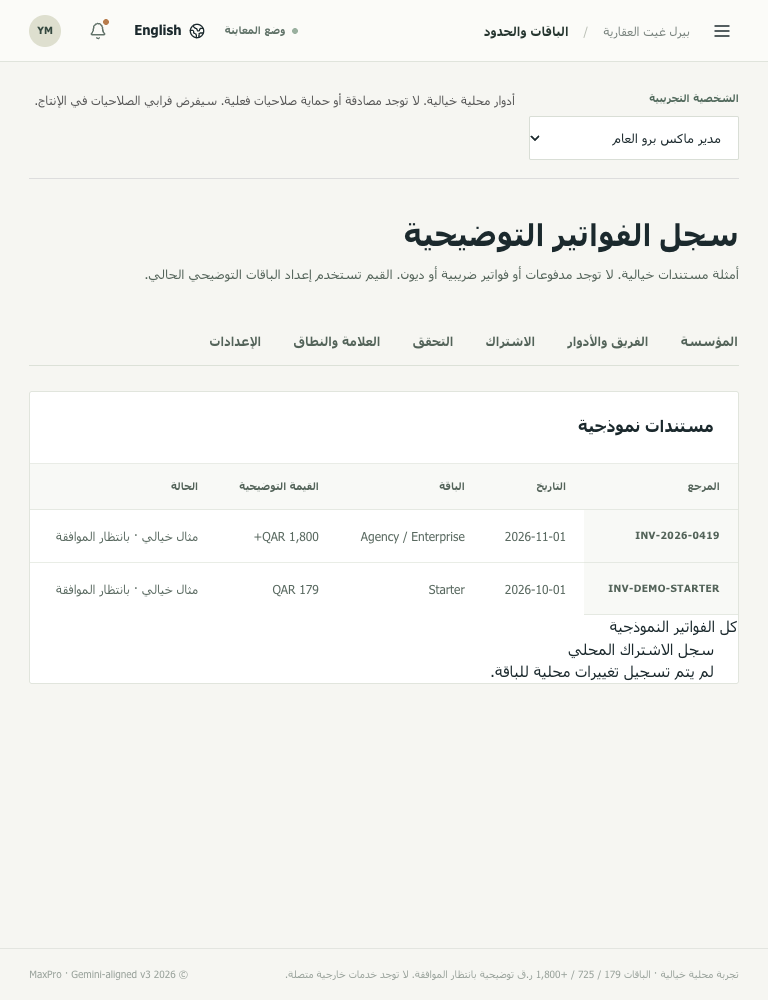 بيرل غيت العقارية / الباقات والحدود
وضع المعاينة
English
YM
الشخصية التجريبية
مدير ماكس برو العام
أدوار محلية خيالية. لا توجد مصادقة أو حماية صلاحيات فعلية. سيفرض فرابي الصلاحيات في الإنتاج.
سجل الفواتير التوضيحية
أمثلة مستندات خيالية. لا توجد مدفوعات أو فواتير ضريبية أو ديون. القيم تستخدم إعداد الباقات التوضيحي الحالي.
المؤسسة الفريق والأدوار الاشتراك التحقق العلامة والنطاق الإعدادات
مستندات نموذجية
المرجع التاريخ الباقة القيمة التوضيحية الحالة
INV-2026-0419 2026-11-01 Agency / Enterprise QAR 1,800+ مثال خيالي · بانتظار الموافقة
INV-DEMO-STARTER 2026-10-01 Starter QAR 179 مثال خيالي · بانتظار الموافقة
كل الفواتير النموذجية
سجل الاشتراك المحلي
لم يتم تسجيل تغييرات محلية للباقة.
تجربة محلية خيالية · الباقات 179 / 725 / +1,800 ر.ق توضيحية بانتظار الموافقة. لا توجد خدمات خارجية متصلة.
MaxPro · Gemini-aligned v3 2026 ©